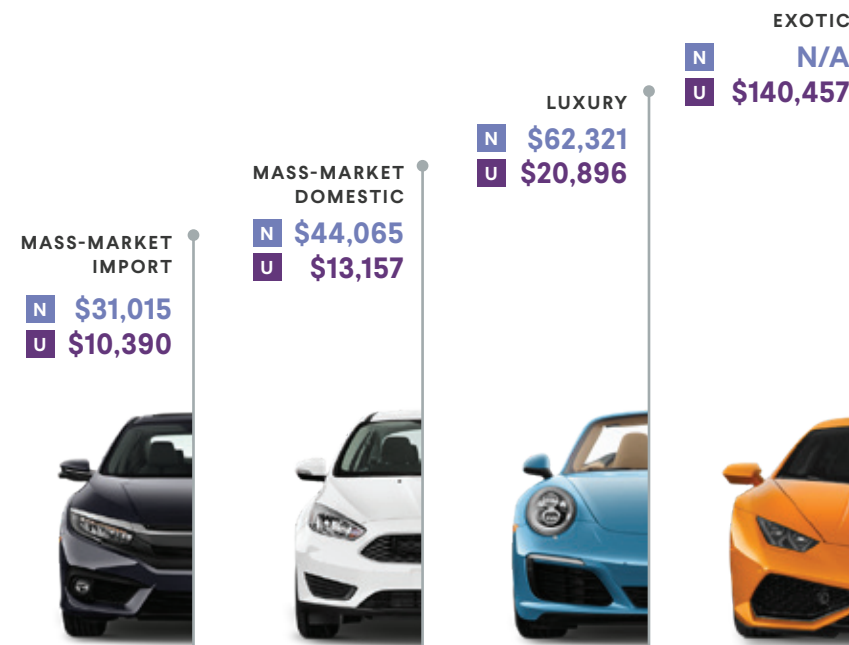 MASS-MARKET
IMPORT
N $31,015
U $10,390
MASS-MARKET
DOMESTIC
N $44,065
U $13,157
LUXURY
N $62,321
U $20,896
EXOTIC
N N/A
U $140,457